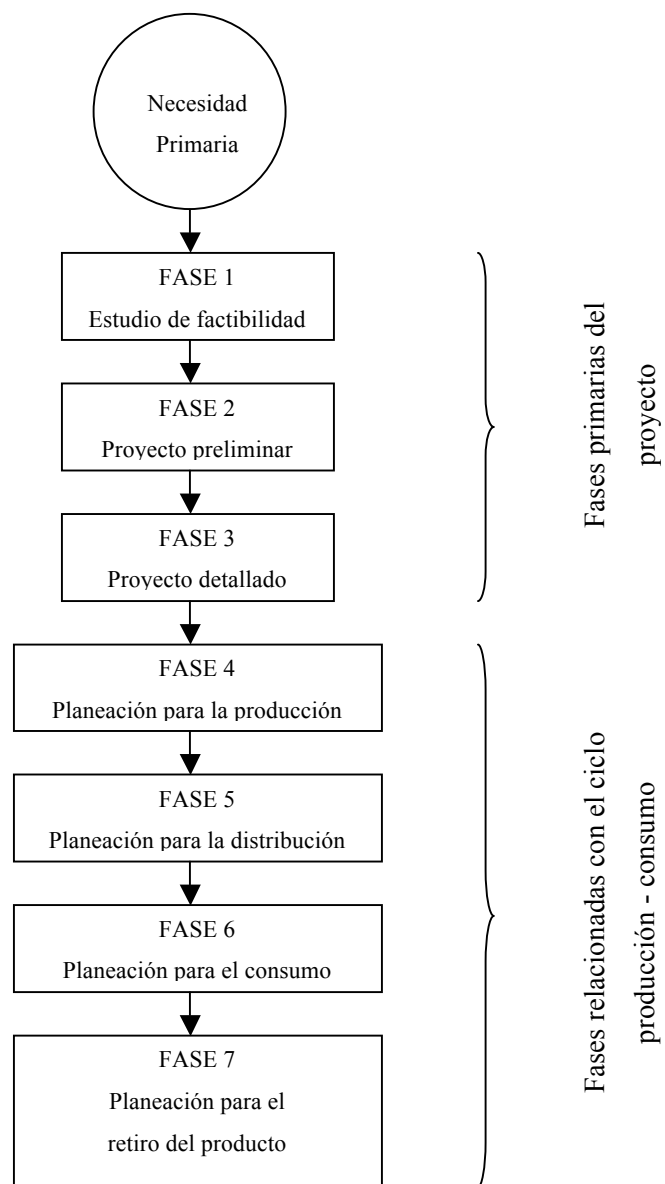 Necesidad
Primaria
FASE 1
Estudio de factibilidad
FASE 2
Proyecto preliminar
FASE 3
Proyecto detallado
Fases primarias del
proyecto
FASE 4
Planeación para la producción
FASE 5
Planeación para la distribución
FASE 6
Planeación para el consumo
FASE 7
Planeación para el
retiro del producto
Fases relacionadas con el ciclo
producción - consumo